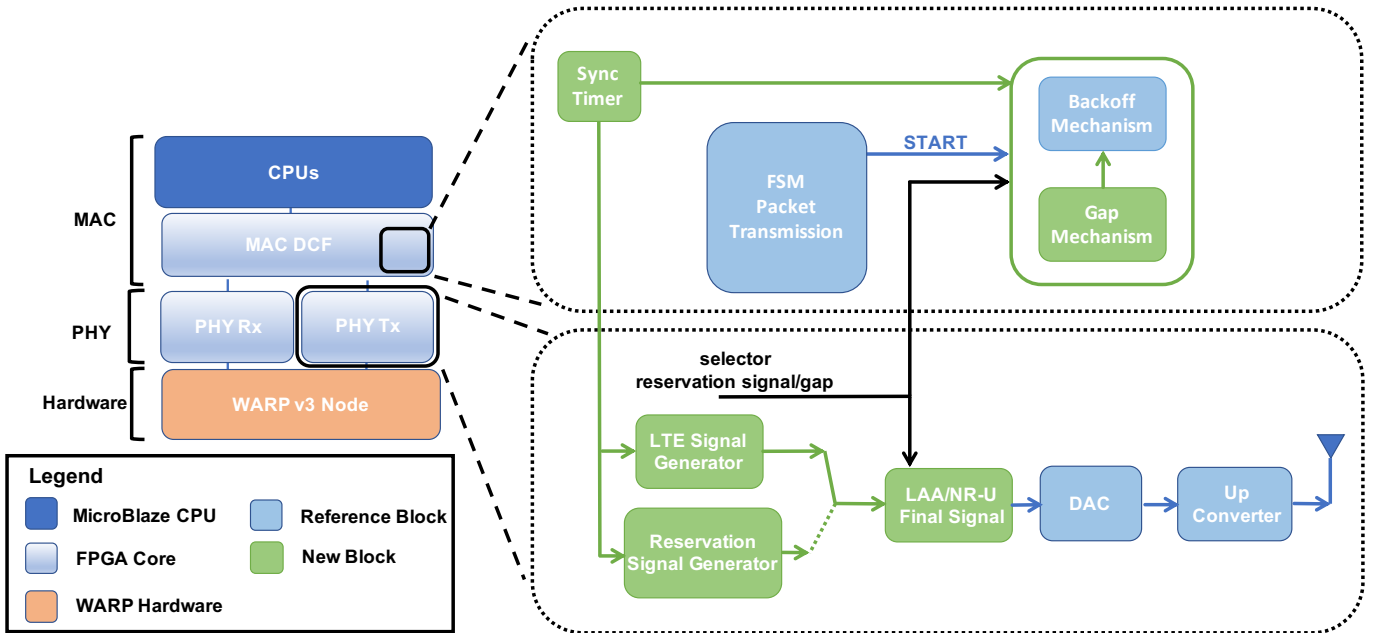 MAC
PHY
Hardware
CPUs
MAC DCF
PHY Rx
PHY Tx
WARP v3 Node
Legend
MicroBlaze CPU
Reference Block
FPGA Core
New Block
WARP Hardware
Sync
Timer
FSM
Packet
Transmission
START
Backoff
Mechanism
Gap
Mechanism
selector
reservation signal/gap
LTE Signal
Generator
Reservation
Signal Generator
LAA/NR-U
Final Signal
DAC
Up
Converter